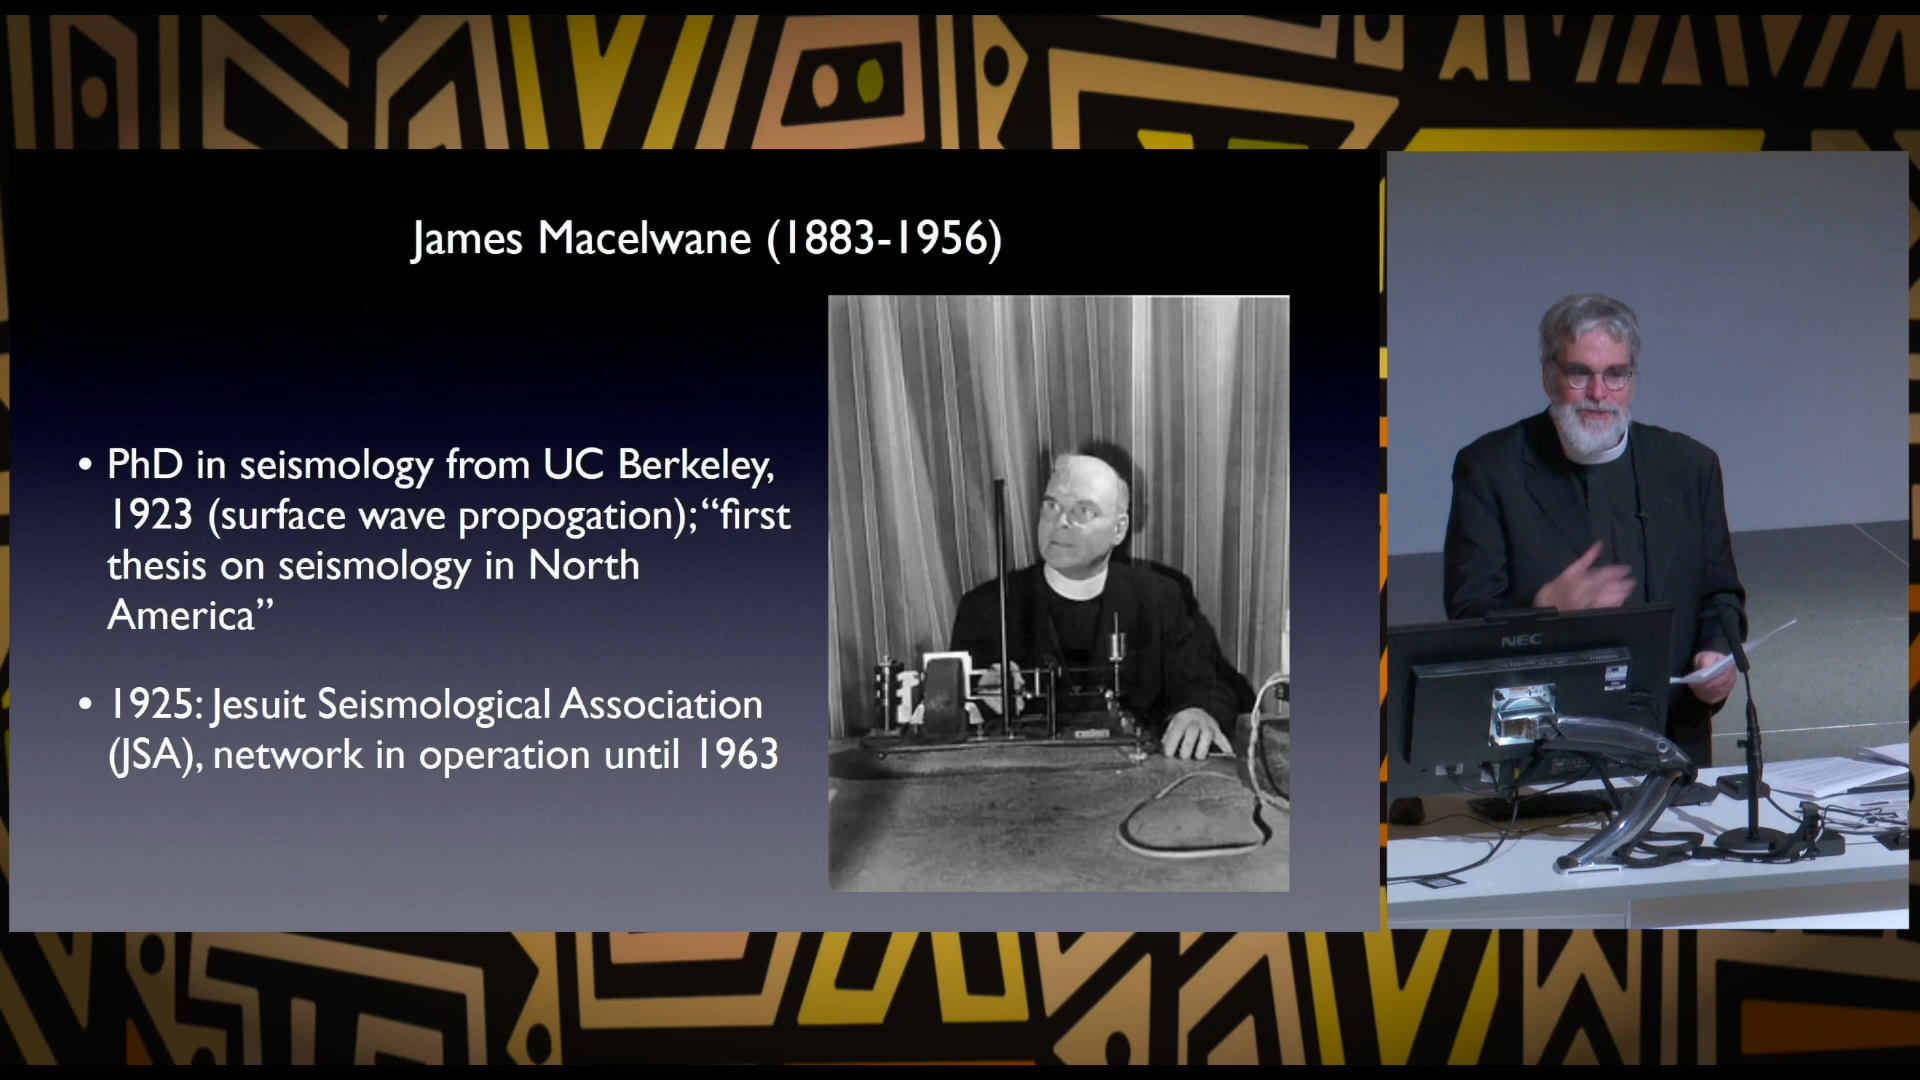 James Macelwane (1883-1956)
• PhD in seismology from UC Berkeley,
1923 (surface wave propogation); “first
thesis on seismology in North
America”
• 1925: Jesuit Seismological Association
(JSA), network in operation until 1963
NEC